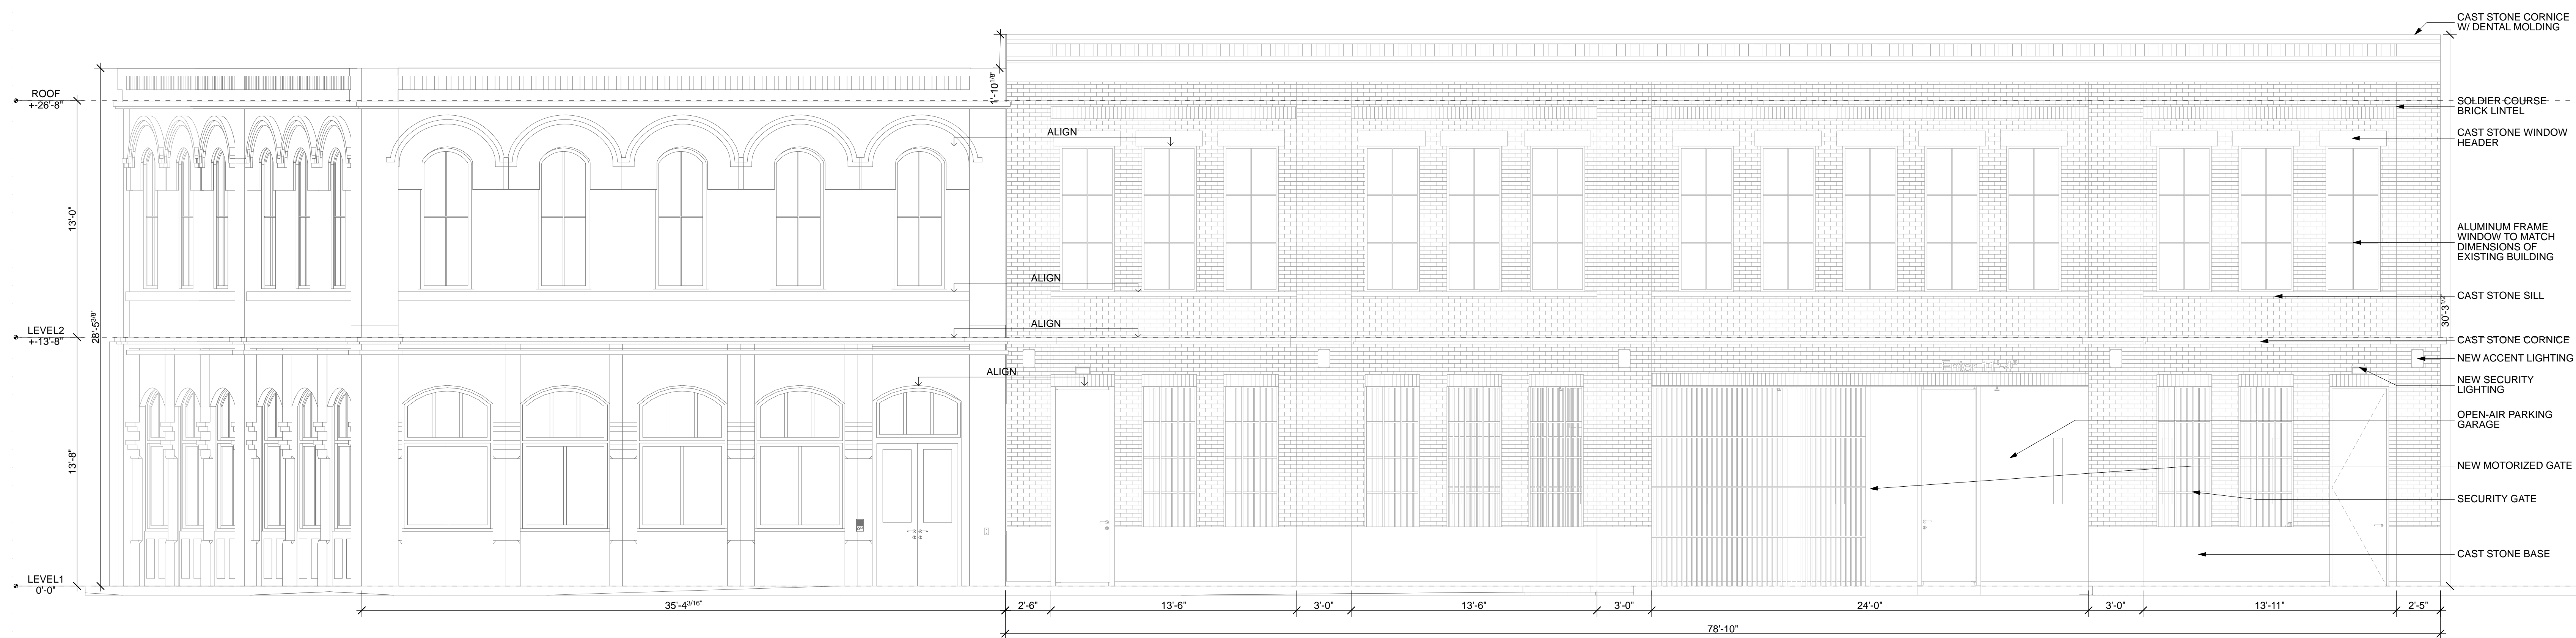 CAST STONE CORNICE
W/ DENTAL MOLDING
1'-10 1/8"
ROOF
+-26'-8"
SOLDIER COURSE
BRICK LINTEL
ALIGN
CAST STONE WINDOW
HEADER
13'-0"
ALUMINUM FRAME
WINDOW TO MATCH
DIMENSIONS OF
EXISTING BUILDING
ALIGN
CAST STONE SILL
28'-5 3/8"
30'-3 1/2"
LEVEL2
+-13'-8"
ALIGN
CAST STONE CORNICE
NEW ACCENT LIGHTING
ALIGN
NEW SECURITY
LIGHTING
OPEN-AIR PARKING
GARAGE
13'-8"
NEW MOTORIZED GATE
SECURITY GATE
CAST STONE BASE
LEVEL1
0'-0"
35'-4 3/16"
2'-6"
13'-6"
3'-0"
13'-6"
3'-0"
24'-0"
3'-0"
13'-11"
2'-5"
78'-10"